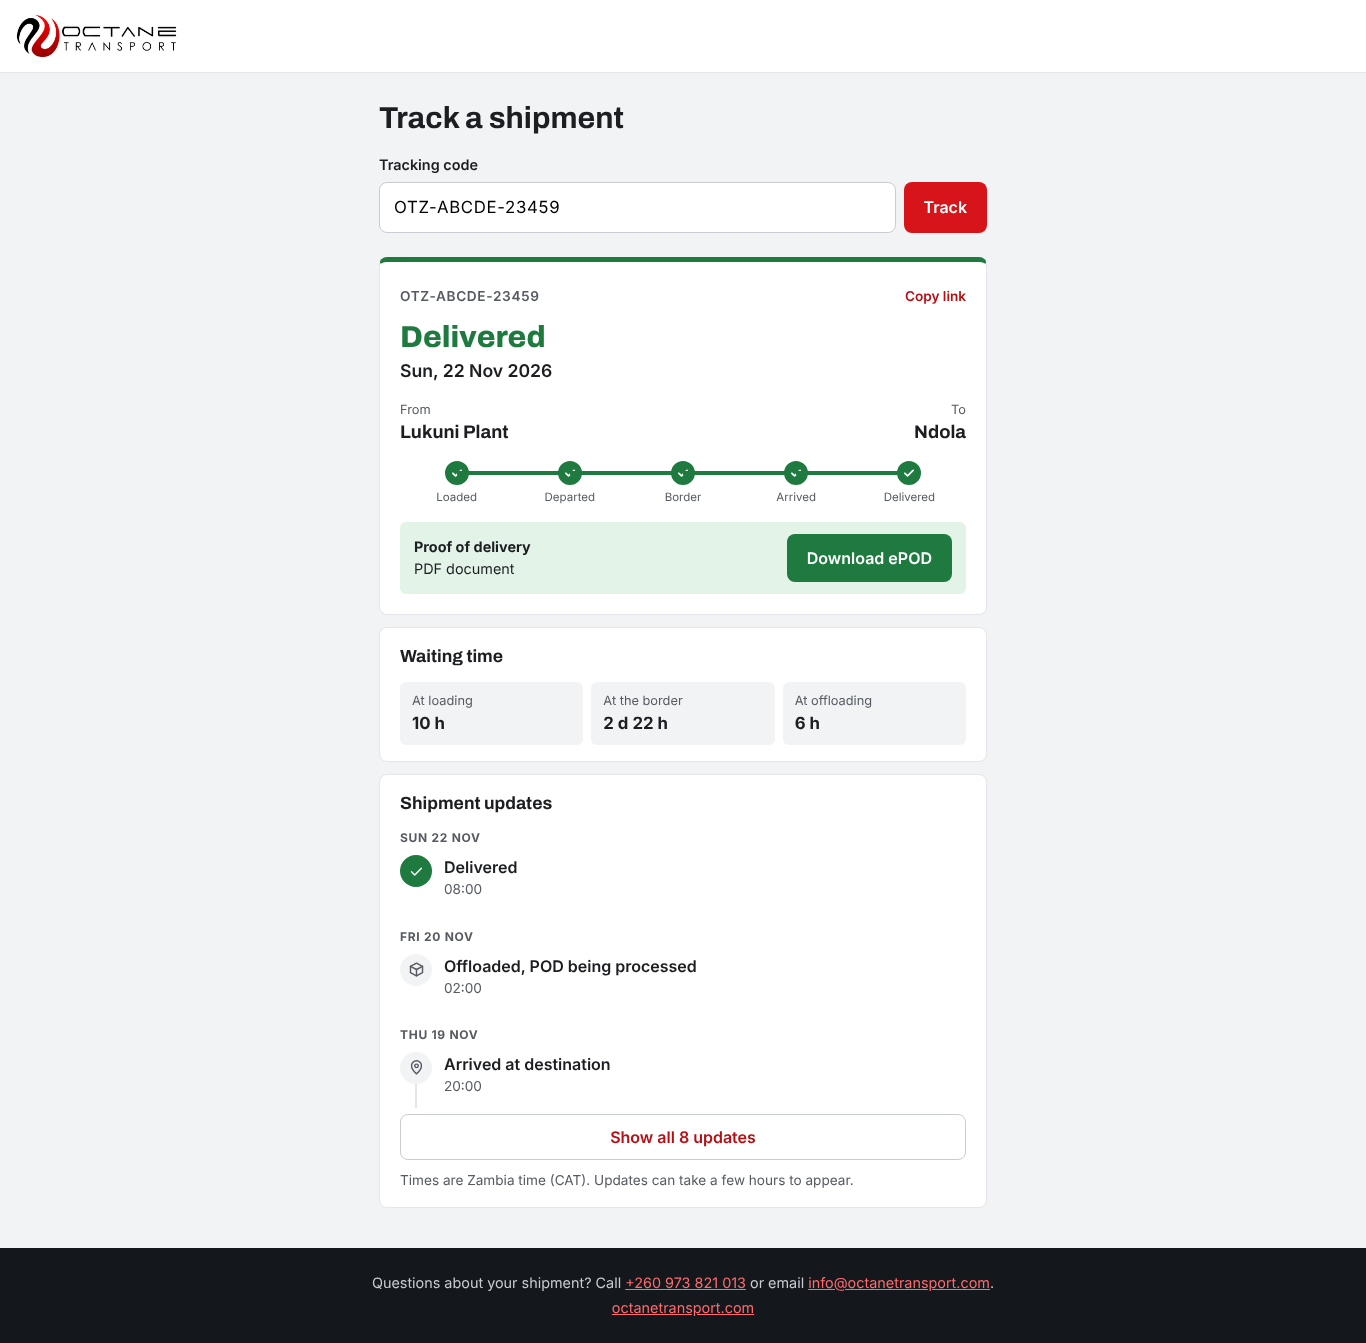 OCTANE
TRANSPORT
Track a shipment
Tracking code
OTZ-ABCDE-23459
Track
OTZ-ABCDE-23459
Copy link
Delivered
Sun, 22 Nov 2026
From
To
Lukuni Plant
Ndola
Loaded
Departed
Border
Arrived
Delivered
Proof of delivery
PDF document
Download ePOD
Waiting time
At loading
10 h
At the border
2 d 22 h
At offloading
6 h
Shipment updates
SUN 22 NOV
Delivered
08:00
FRI 20 NOV
Offloaded, POD being processed
02:00
THU 19 NOV
Arrived at destination
20:00
Show all 8 updates
Times are Zambia time (CAT). Updates can take a few hours to appear.
Questions about your shipment? Call +260 973 821 013 or email info@octanetransport.com.
octanetransport.com